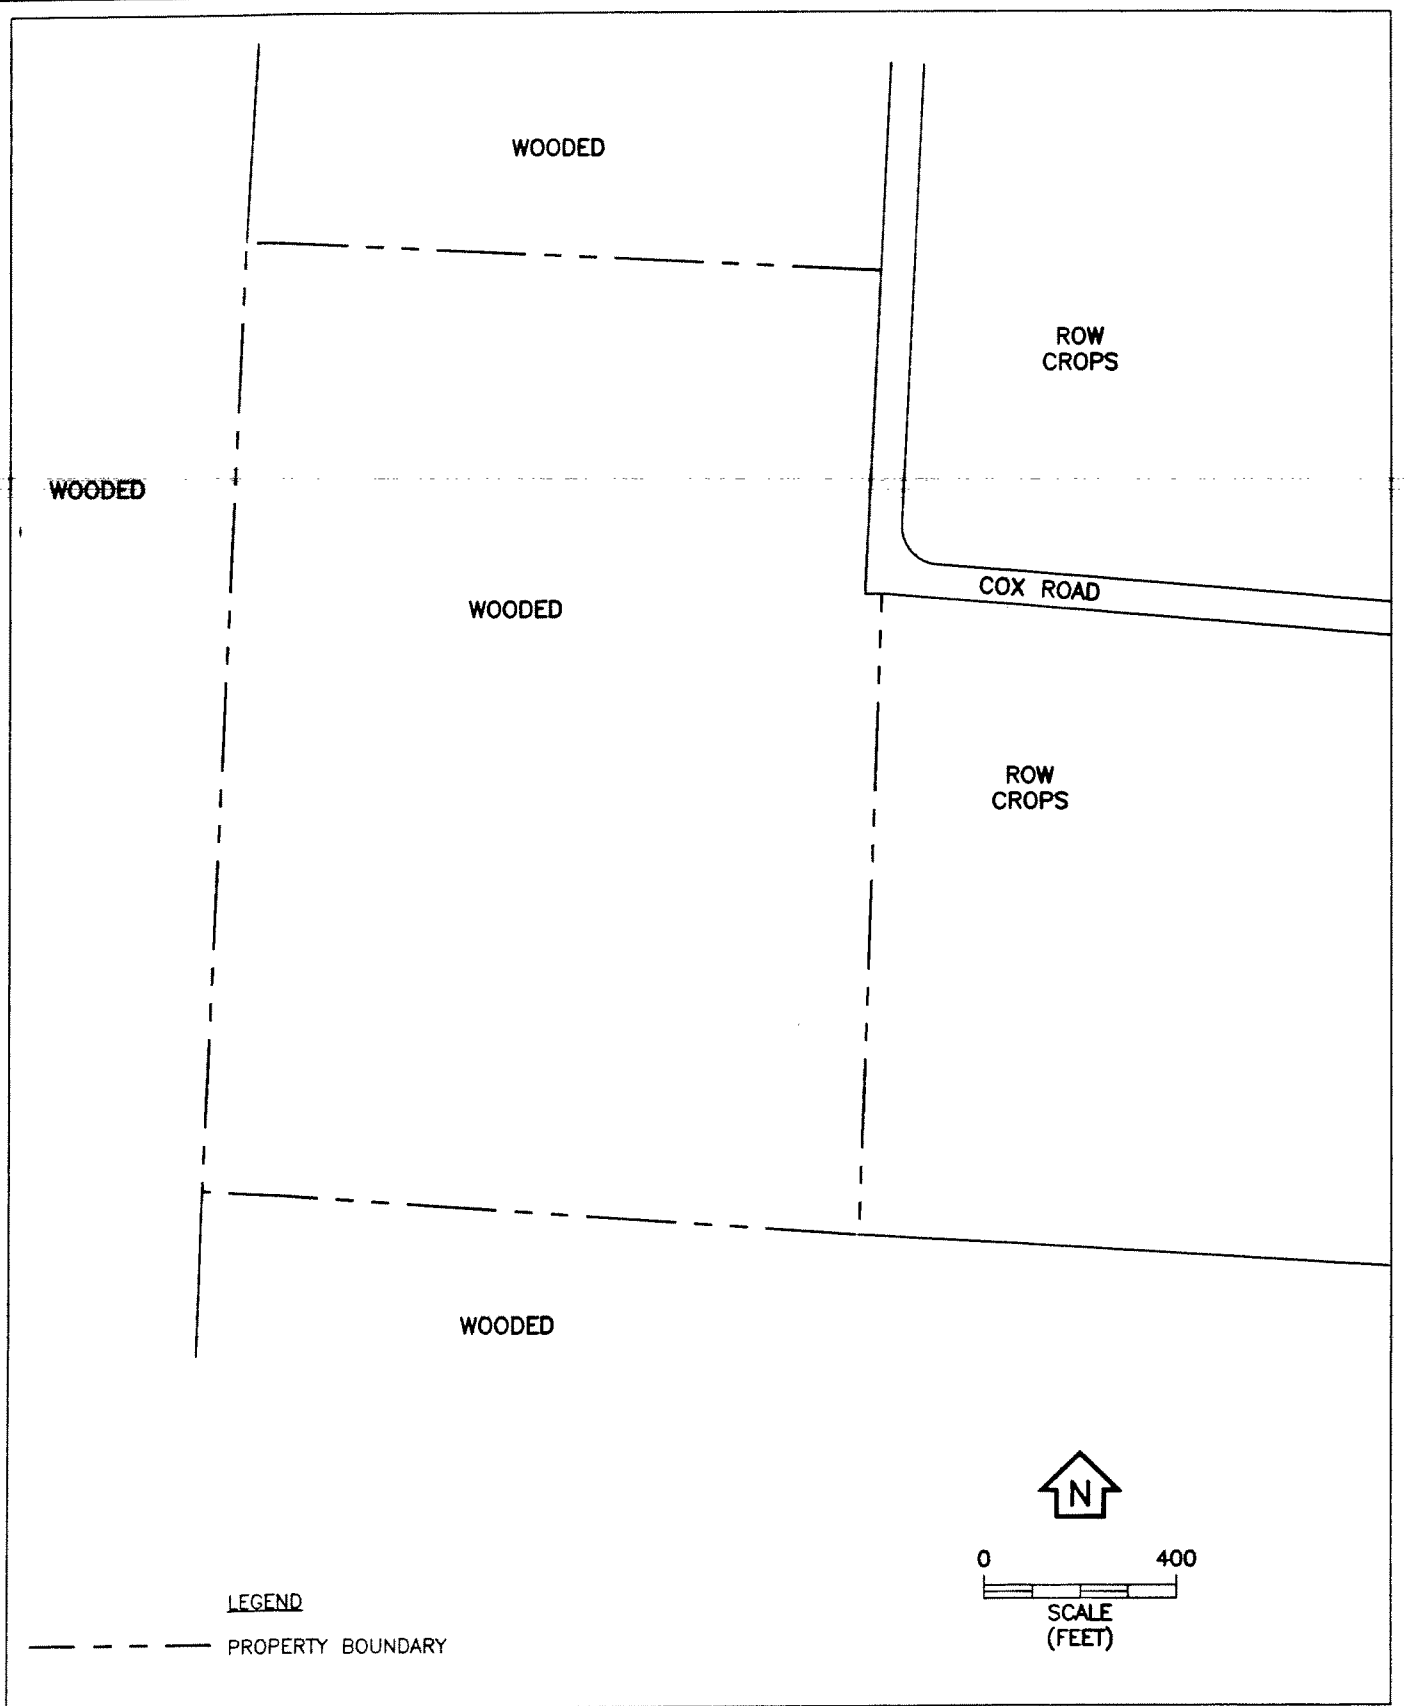 WOODED
ROW
CROPS
WOODED
COX ROAD
WOODED
ROW
CROPS
WOODED
N
0 400
SCALE
(FEET)
LEGEND
PROPERTY BOUNDARY